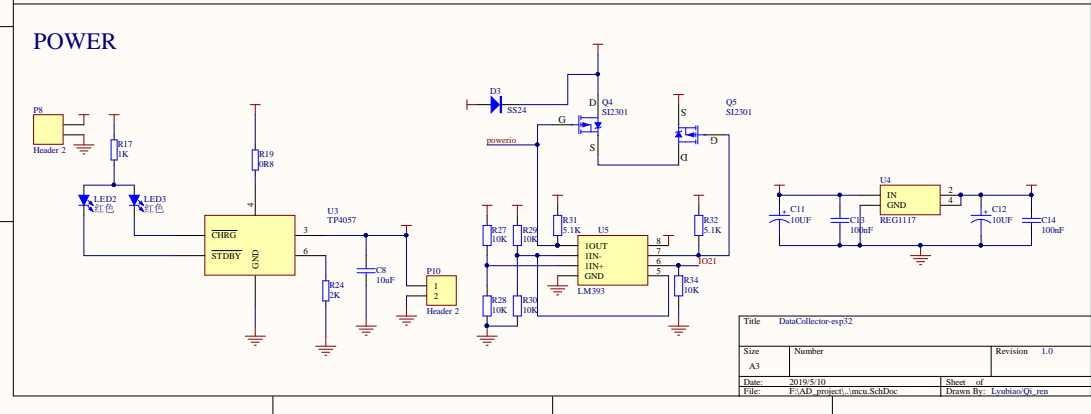 POWER
P8
Header 2
R17
1K
LED2
红色
LED3
红色
R19
0R8
4
U3
TP4057
CHRG
STDBY
GND
3
6
R24
2K
C8
10uF
P10
1
2
Header 2
D3
SS24
powerio
Q4
SI2301
D
G
S
Q5
SI2301
S
G
D
R27
10K
R29
10K
R28
10K
R30
10K
R31
5.1K
U5
1OUT
1IN-
1IN+
GND
8
7
6
5
LM393
R32
5.1K
IO21
R34
10K
U4
IN
GND
2
4
REG1117
C11
10UF
C13
100nF
C12
10UF
C14
100nF
Title DataCollector-esp32
Size Number Revision 1.0
A3
Date: 2019/5/10 Sheet of
File: F:\AD_project\..\mcu.SchDoc Drawn By: Lyubiao/Qi_ren